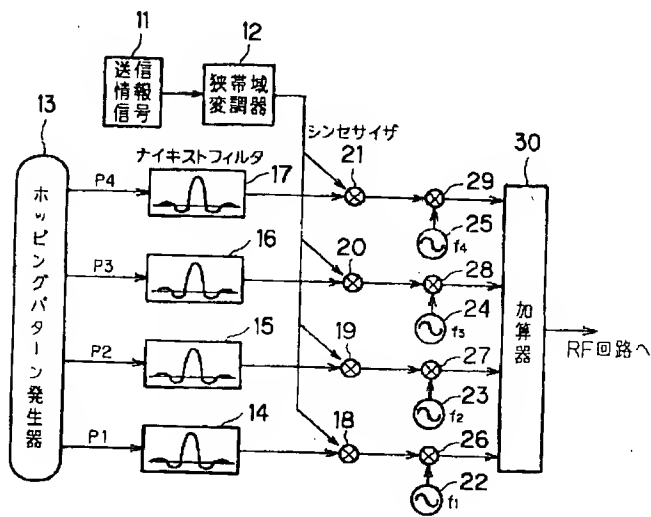 11
送信
情報
信号
12
狭帯域
変調器
13
ホッピングパターン発生器
シンセサイザ
ナイキストフィルタ
P4
17
21
29
25
f4
30
P3
16
20
28
24
f3
加算器
RF回路へ
P2
15
19
27
23
f2
P1
14
18
26
22
f1